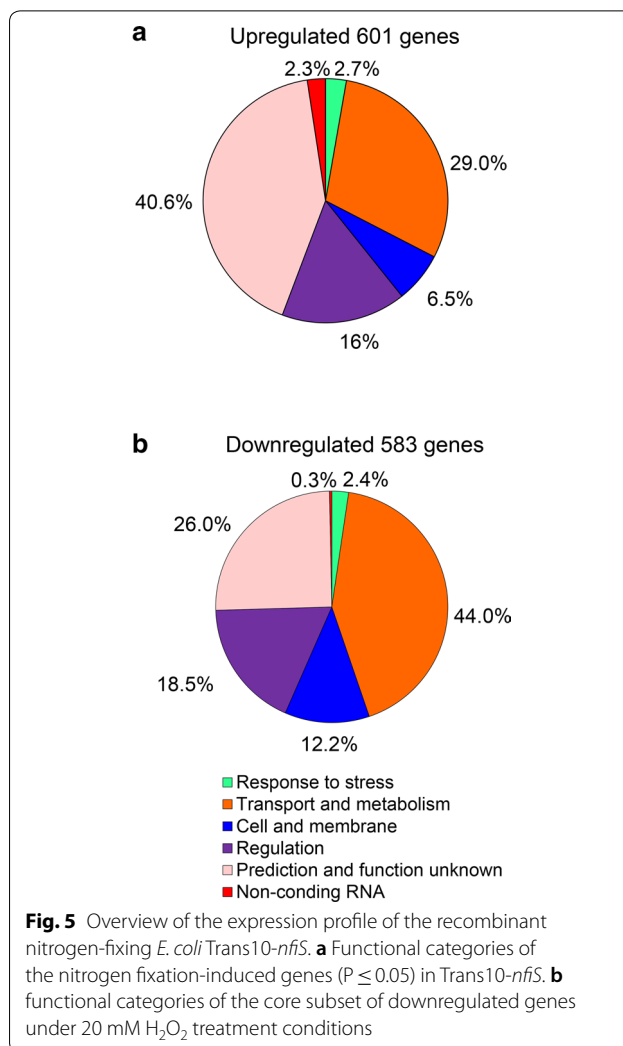 a
Upregulated 601 genes
2.3% 2.7%
29.0%
40.6%
6.5%
16%
b
Downregulated 583 genes
0.3% 2.4%
26.0%
44.0%
18.5%
12.2%
Response to stress
Transport and metabolism
Cell and membrane
Regulation
Prediction and function unknown
Non-conding RNA
Fig. 5 Overview of the expression profile of the recombinant
nitrogen-fixing E. coli Trans10-nfiS. a Functional categories of
the nitrogen fixation-induced genes (P ≤ 0.05) in Trans10-nfiS. b
functional categories of the core subset of downregulated genes
under 20 mM H₂O₂ treatment conditions